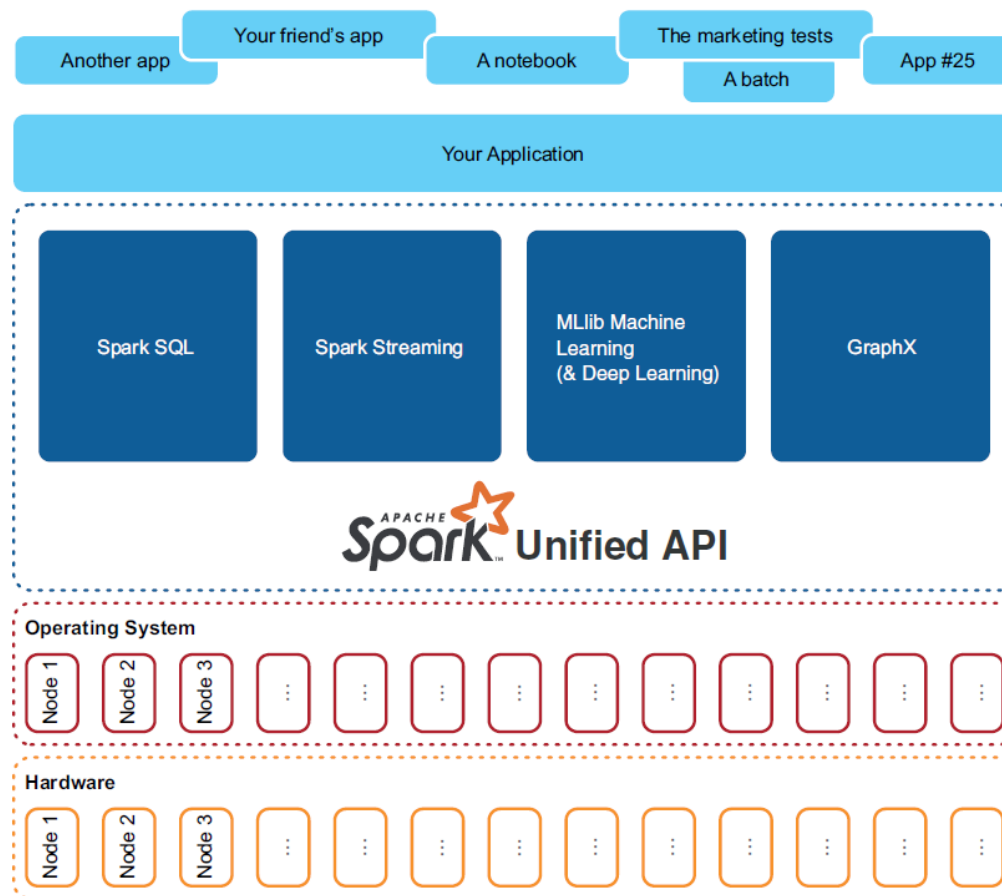 Your friend's app
The marketing tests
Another app
A notebook
App #25
A batch
Your Application
Spark SQL
Spark Streaming
MLlib Machine
Learning
(& Deep Learning)
GraphX
APACHE
Spark™ Unified API
Operating System
Node 1
Node 2
Node 3
...
...
...
...
...
...
...
...
...
...
Hardware
Node 1
Node 2
Node 3
...
...
...
...
...
...
...
...
...
...